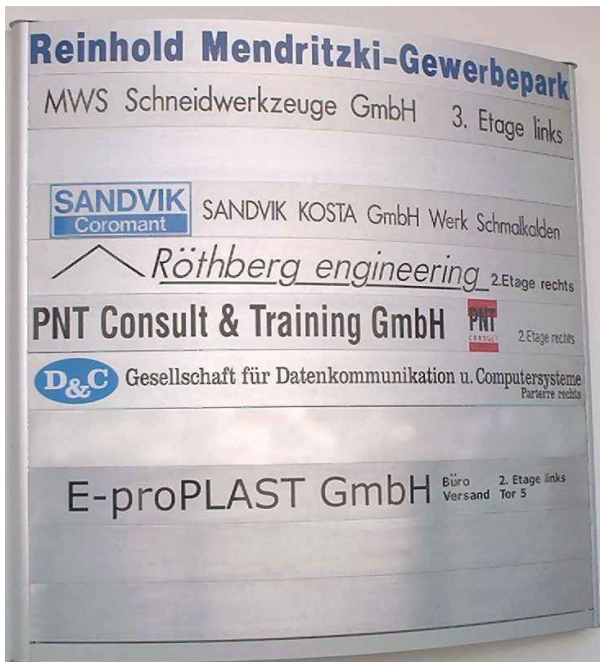 Reinhold Mendritzki-Gewerbepark
MWS Schneidwerkzeuge GmbH 3. Etage links
SANDVIK
Coromant
SANDVIK KOSTA GmbH Werk Schmalkalden
Röthberg engineering 2.Etage rechts
PNT Consult & Training GmbH PNT CONSULT 2.Etage rechts
D&C Gesellschaft für Datenkommunikation u. Computersysteme
Parterre rechts
E-proPLAST GmbH Büro 2. Etage links
Versand Tor 5